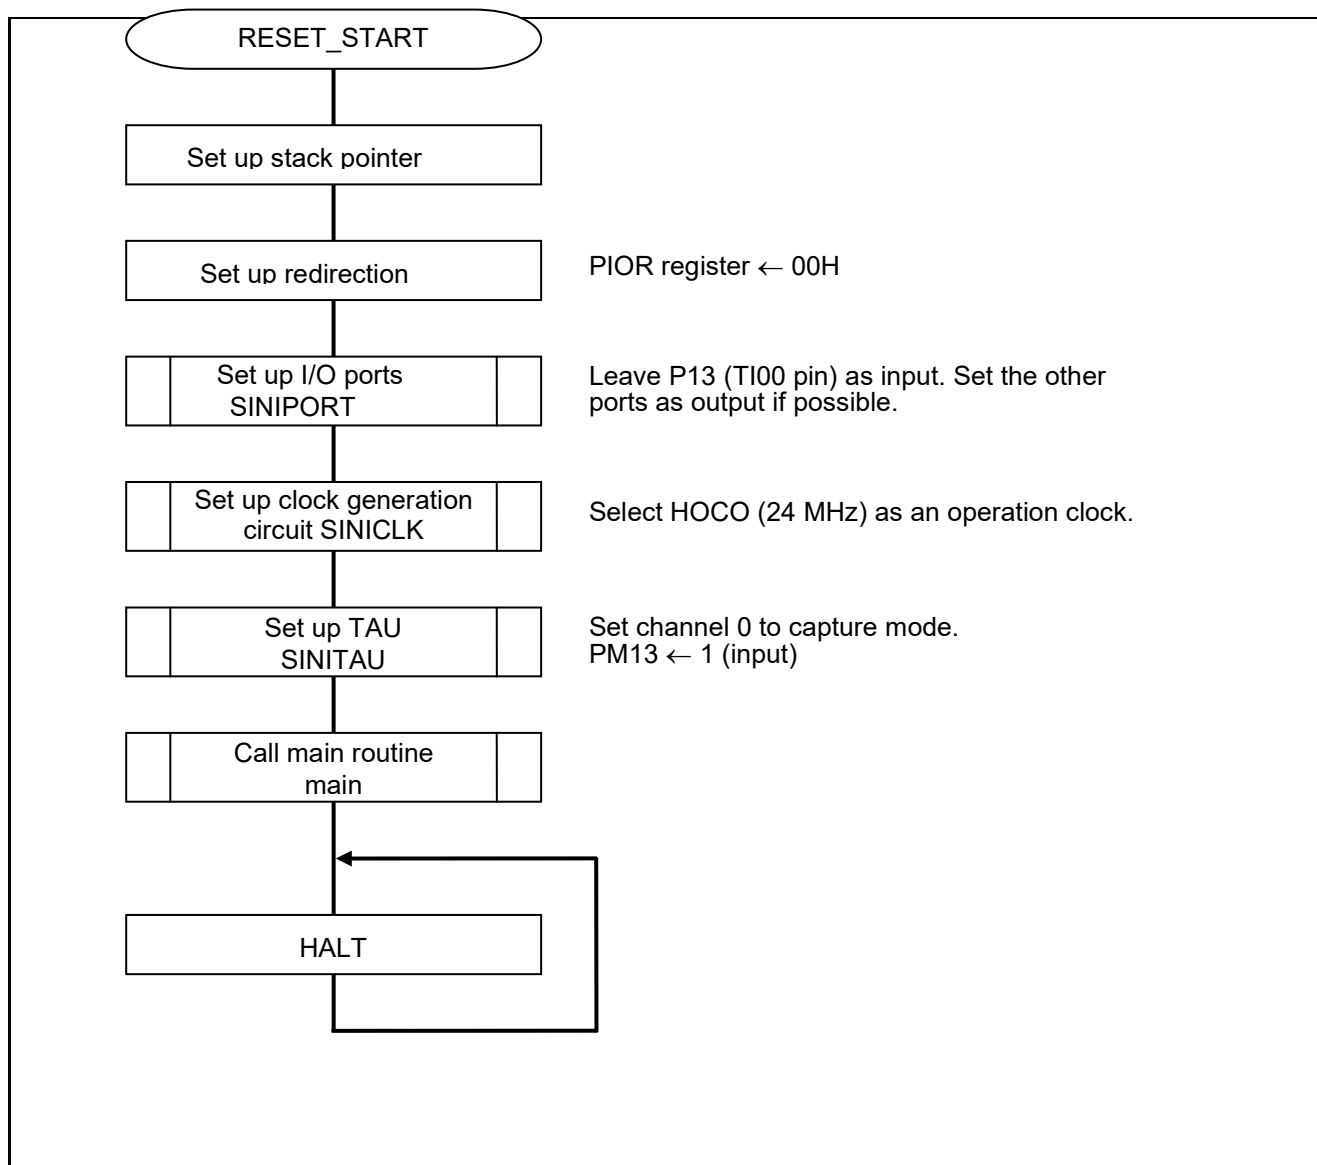 RESET_START
Set up stack pointer
Set up redirection
PIOR register ← 00H
Set up I/O ports
SINIPORT
Leave P13 (TI00 pin) as input. Set the other
ports as output if possible.
Set up clock generation
circuit SINICLK
Select HOCO (24 MHz) as an operation clock.
Set up TAU
SINITAU
Set channel 0 to capture mode.
PM13 ← 1 (input)
Call main routine
main
HALT